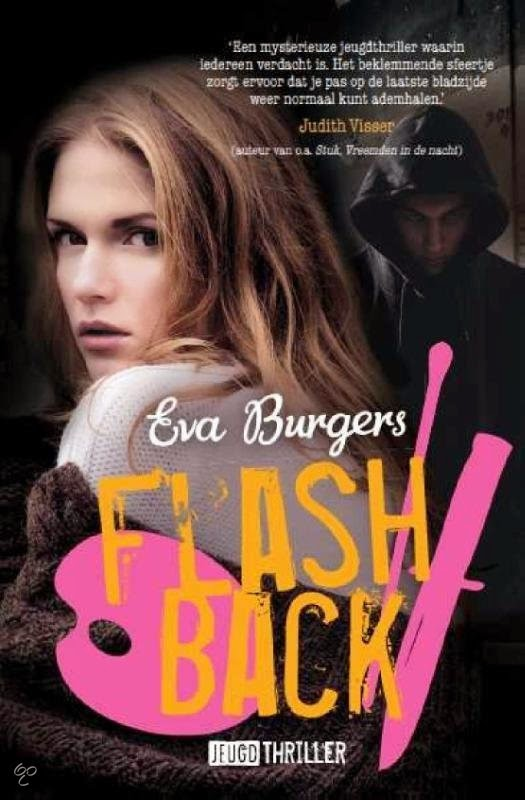 'Een mysterieuze jeugdthriller waarin
iedereen verdacht is. Het beklemmende sfeertje
zorgt ervoor dat je pas op de laatste bladzijde
weer normaal kunt ademhalen.'
Judith Visser
(auteur van o.a. Stuk, Vreemden in de nacht)
Eva Burgers
FLASH
BACK
JEUGD THRILLER